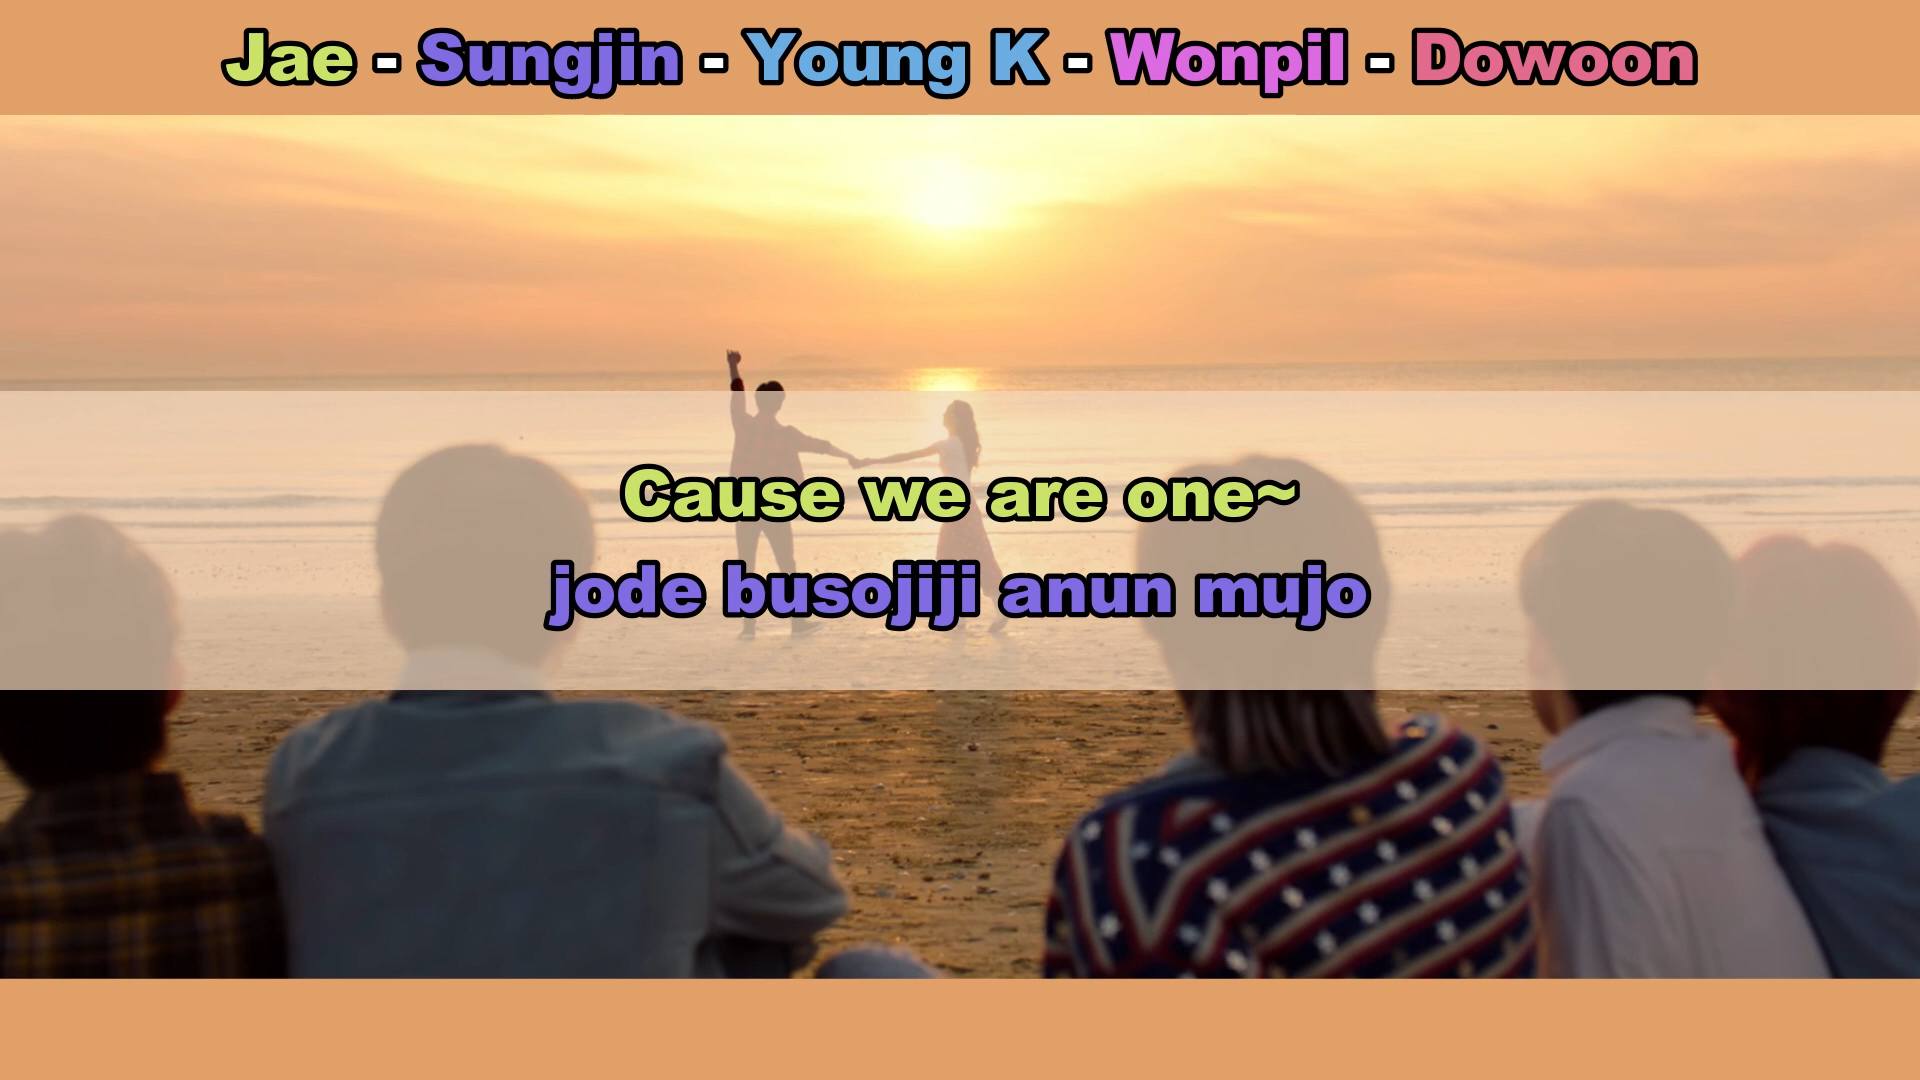 Jae - Sungjin - Young K - Wonpil - Dowoon
Cause we are one~
jode busojiji anun mujo